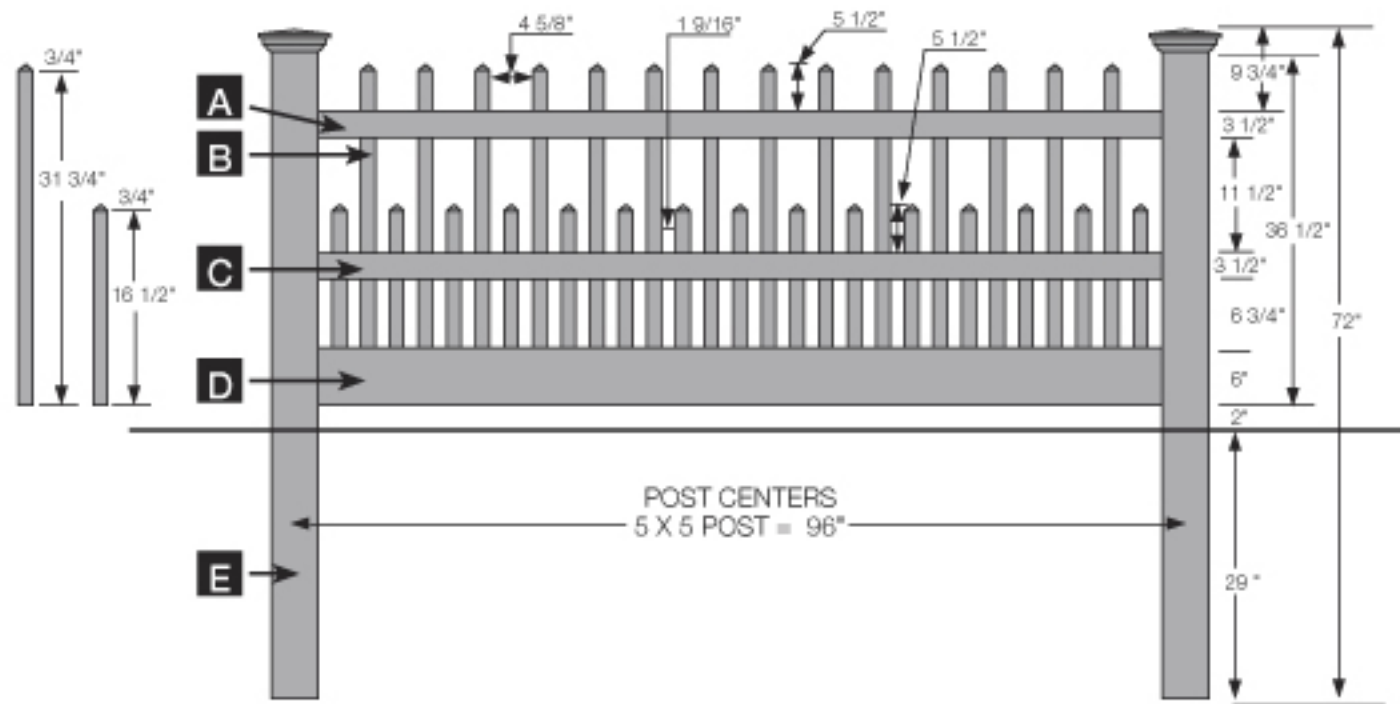 4 5/8"
1 9/16"
5 1/2"
5 1/2"
3/4"
31 3/4"
3/4"
16 1/2"
A
B
C
D
E
9 3/4"
3 1/2"
11 1/2"
36 1/2"
3 1/2"
6 3/4"
72"
6"
2"
29 "
POST CENTERS
5 X 5 POST = 96"